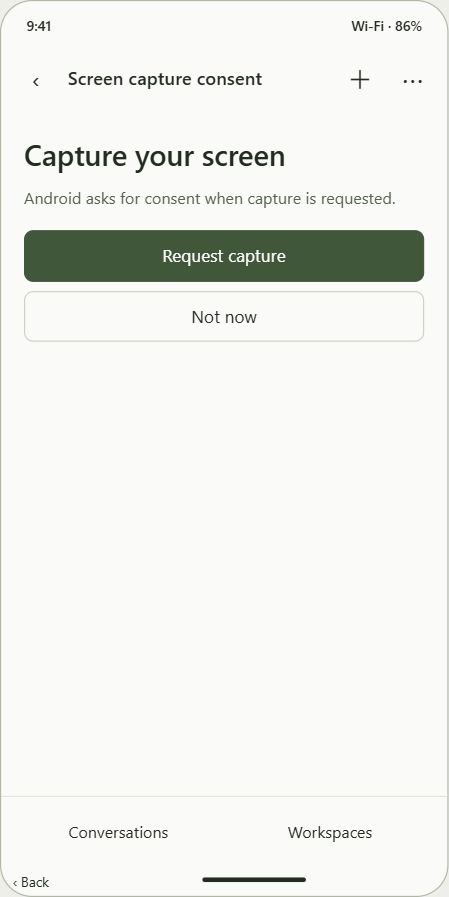 9:41
Wi-Fi · 86%
‹ Screen capture consent + ...
Capture your screen
Android asks for consent when capture is requested.
Request capture
Not now
Conversations
Workspaces
‹ Back